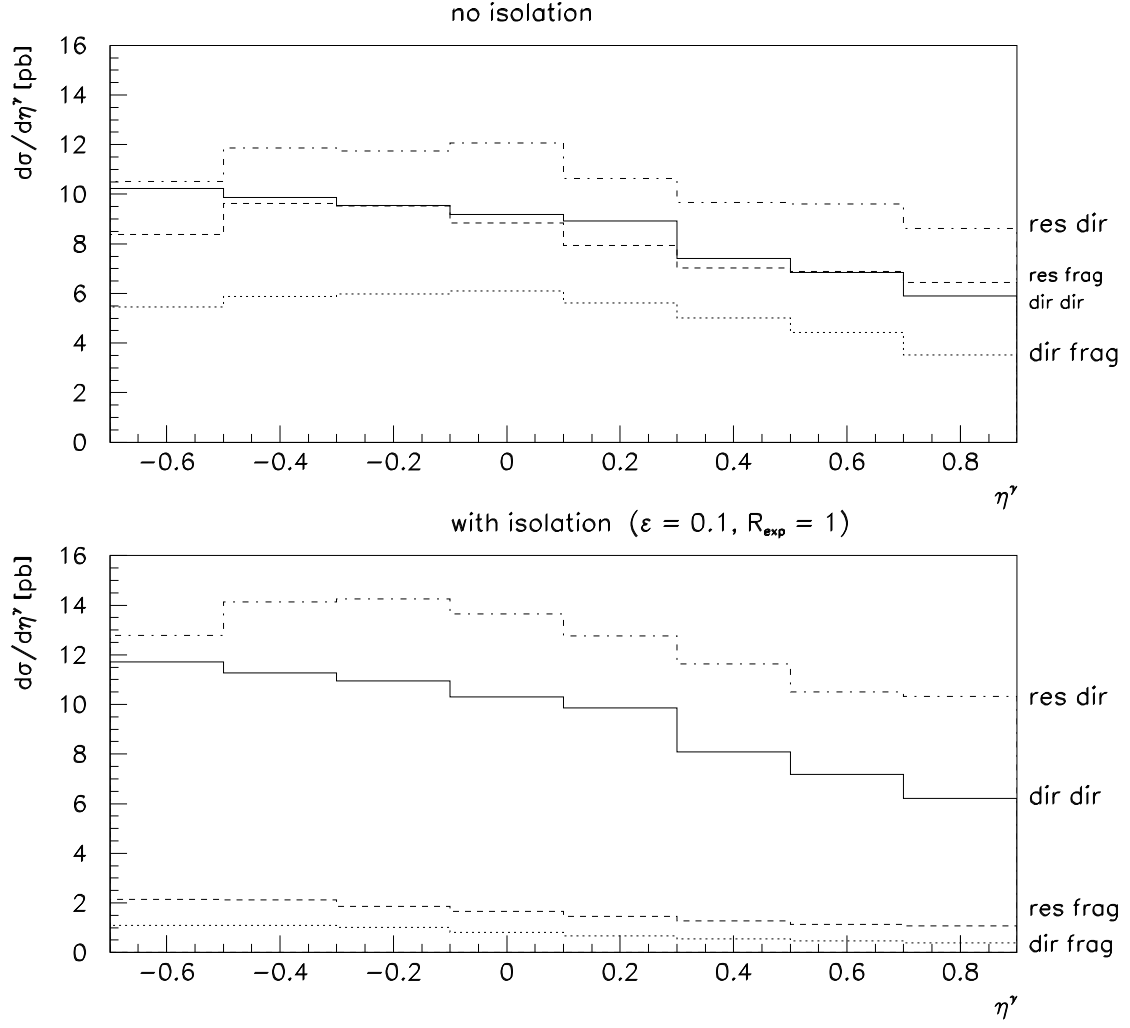 no isolation
dσ/dη^γ [pb]
16
14
12
10
8
6
4
2
0
res dir
res frag
dir dir
dir frag
−0.6 −0.4 −0.2 0 0.2 0.4 0.6 0.8
η^γ
with isolation (ε = 0.1, R_exp = 1)
dσ/dη^γ [pb]
16
14
12
10
8
6
4
2
0
res dir
dir dir
res frag
dir frag
−0.6 −0.4 −0.2 0 0.2 0.4 0.6 0.8
η^γ